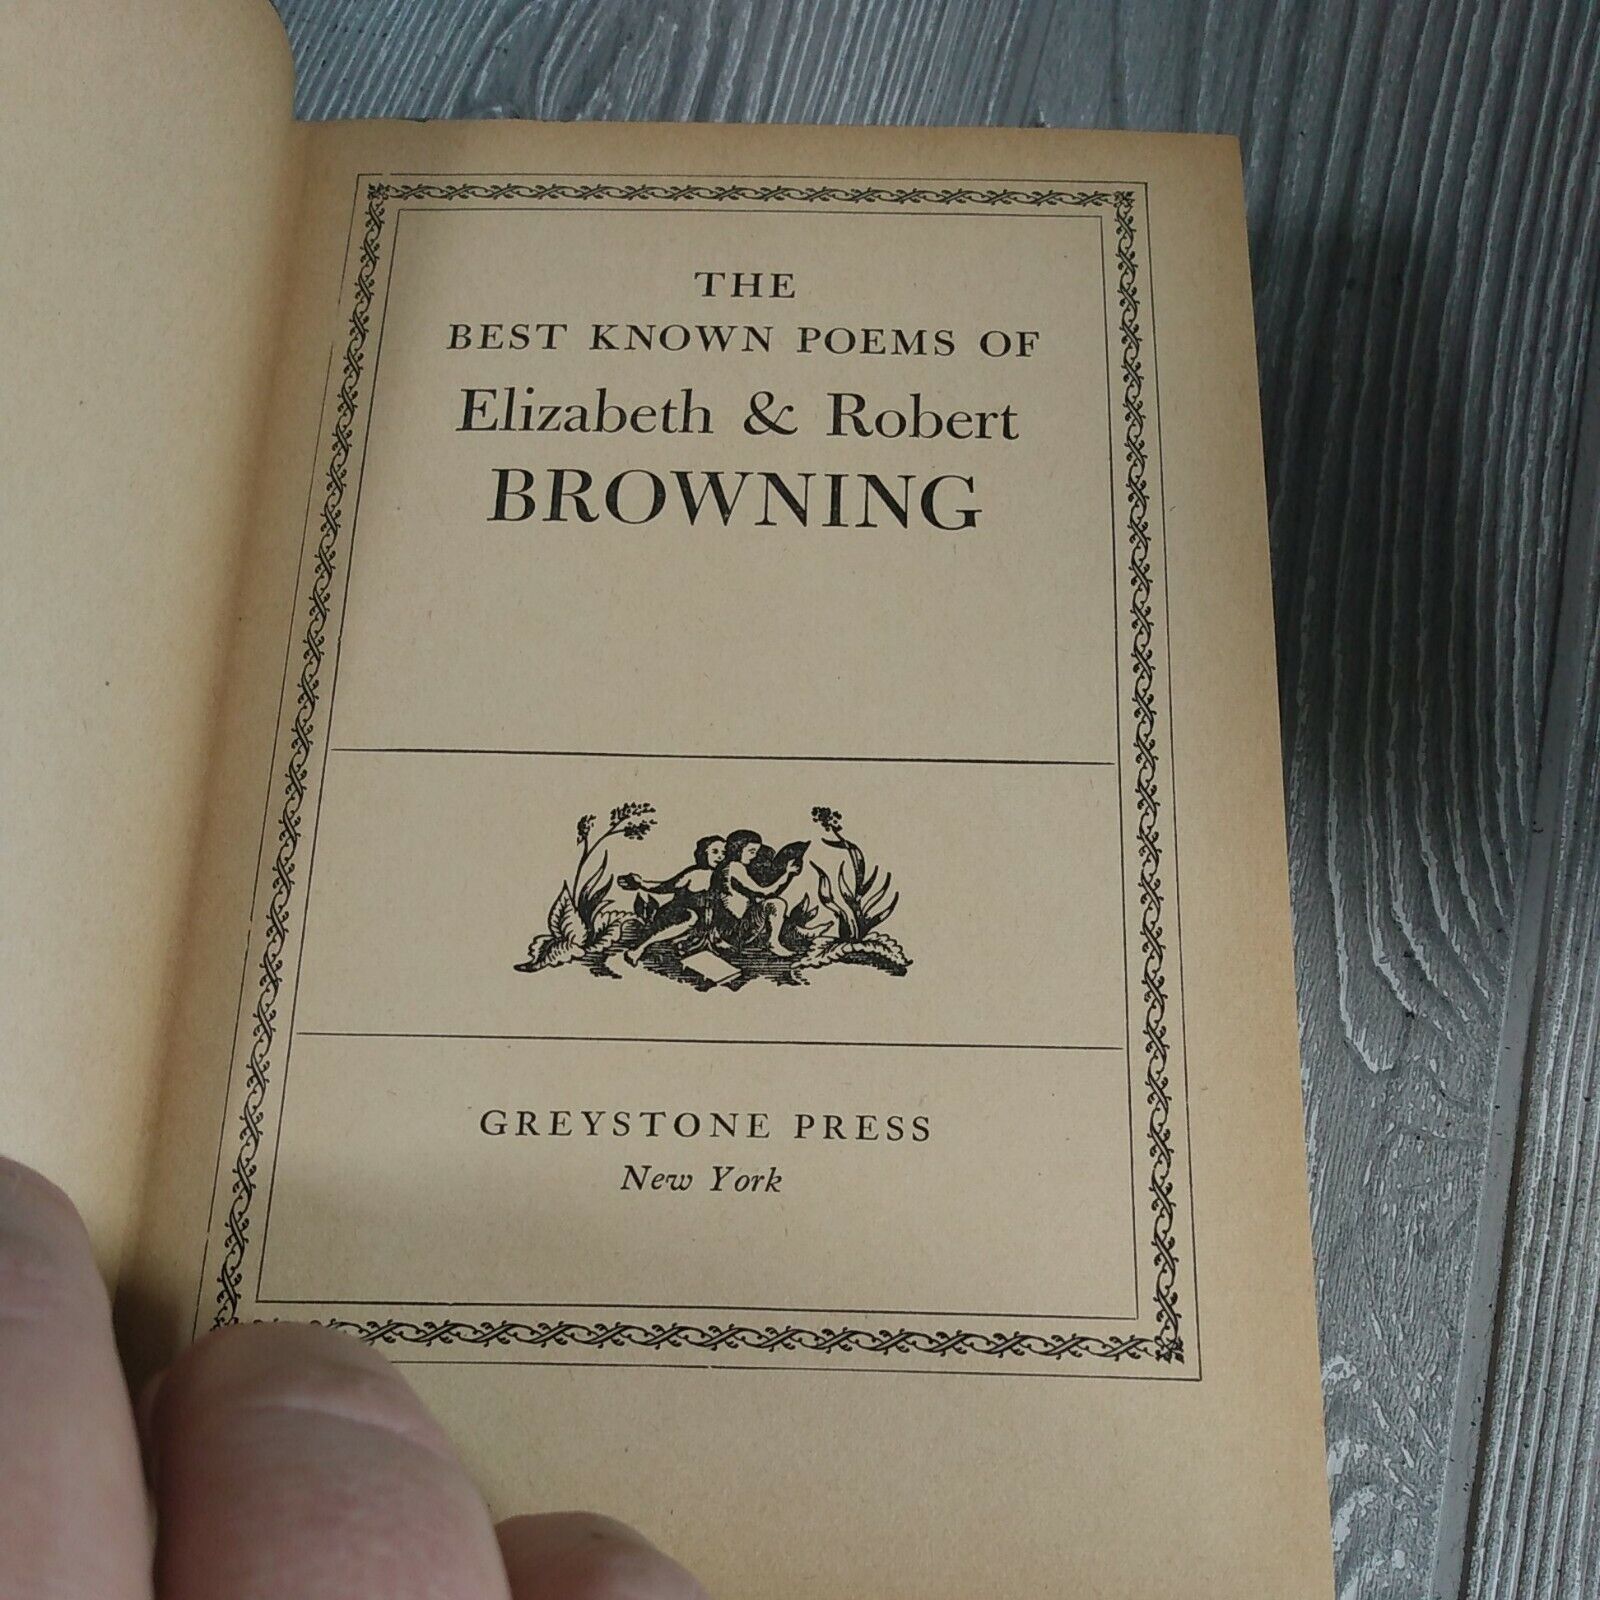 THE
BEST KNOWN POEMS OF
Elizabeth & Robert
BROWNING
GREYSTONE PRESS
New York